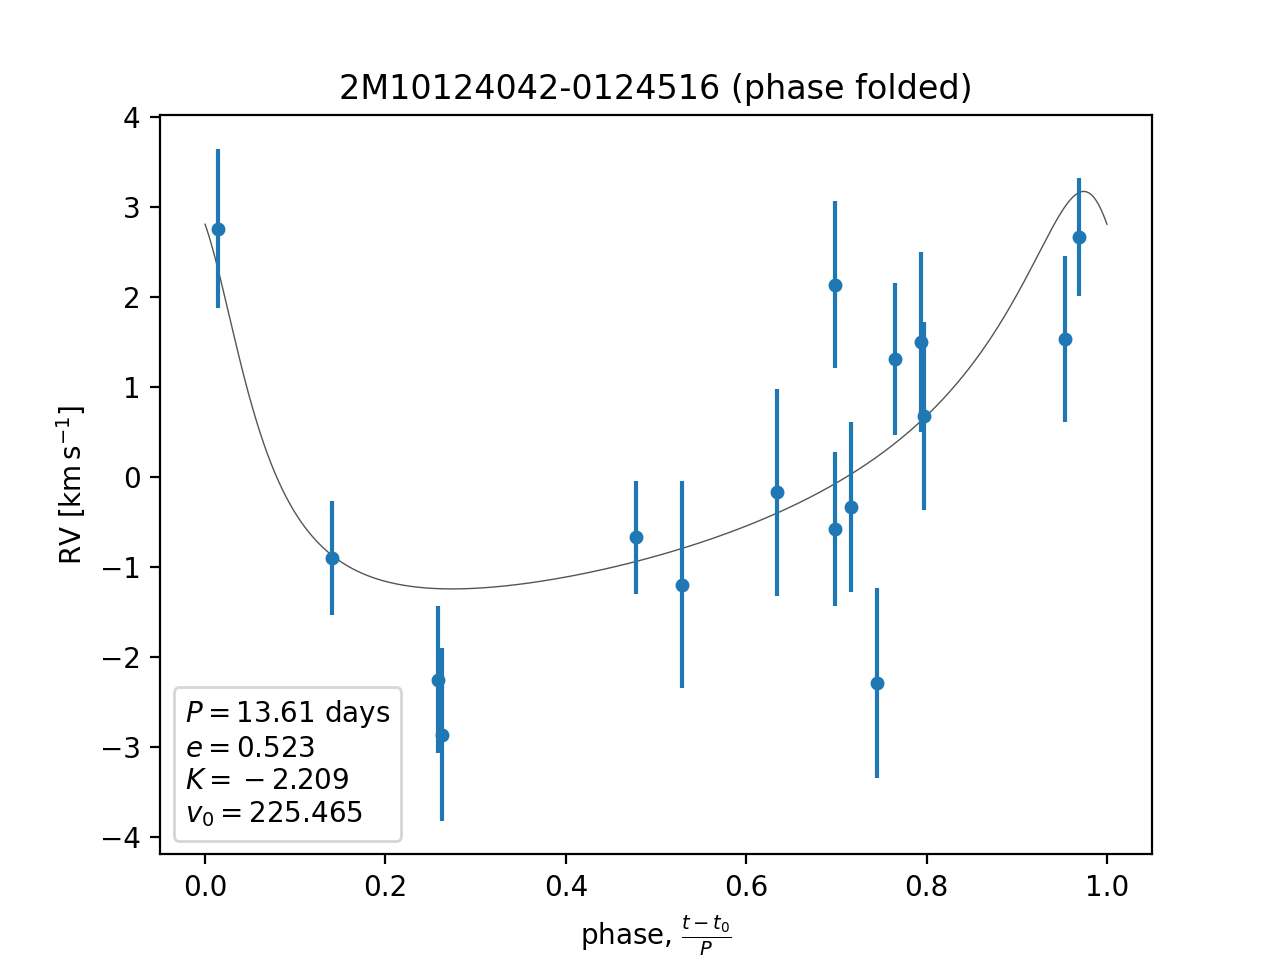 2M10124042-0124516 (phase folded)
4
3
2
1
0
−1
−2
−3
−4
RV [km s⁻¹]
P = 13.61 days
e = 0.523
K = −2.209
v₀ = 225.465
0.0 0.2 0.4 0.6 0.8 1.0
phase, (t − t₀)/P